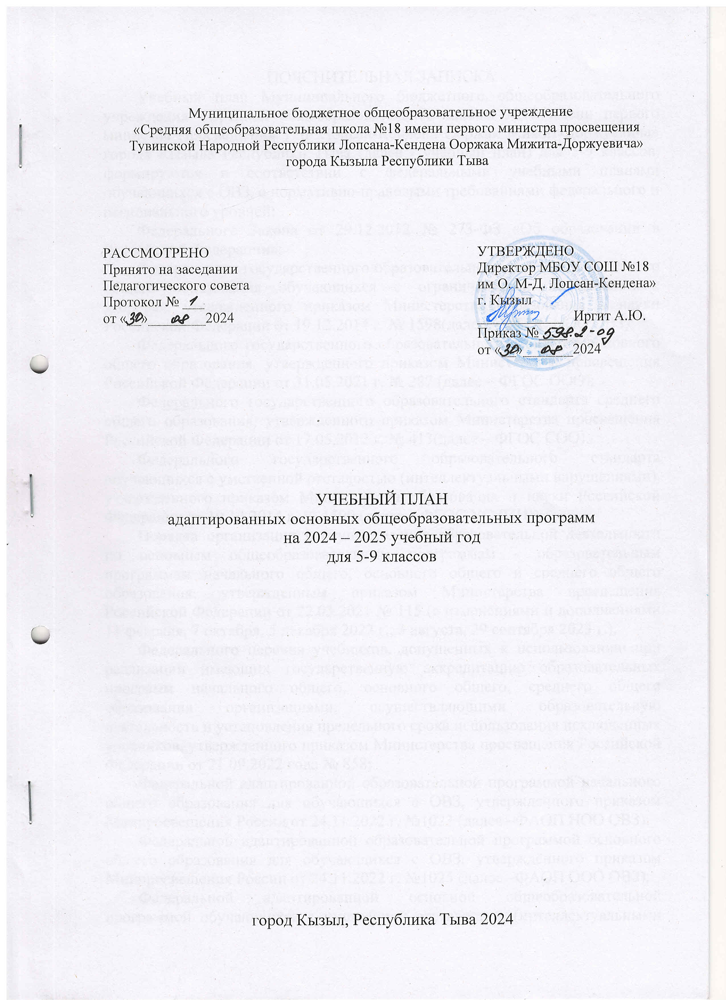 Муниципальное бюджетное общеобразовательное учреждение
«Средняя общеобразовательная школа №18 имени первого министра просвещения
Тувинской Народной Республики Лопсана-Кендена Ооржака Мижита-Доржуевича»
города Кызыла Республики Тыва
РАССМОТРЕНО
Принято на заседании
Педагогического совета
Протокол № 1
от «30» 08 2024
УТВЕРЖДЕНО
Директор МБОУ СОШ №18
им О. М-Д. Лопсан-Кендена»
г. Кызыл
Иргит А.Ю.
Приказ № 598.2-од
от «30» 08 2024
УЧЕБНЫЙ ПЛАН
адаптированных основных общеобразовательных программ
на 2024 – 2025 учебный год
для 5-9 классов
город Кызыл, Республика Тыва 2024